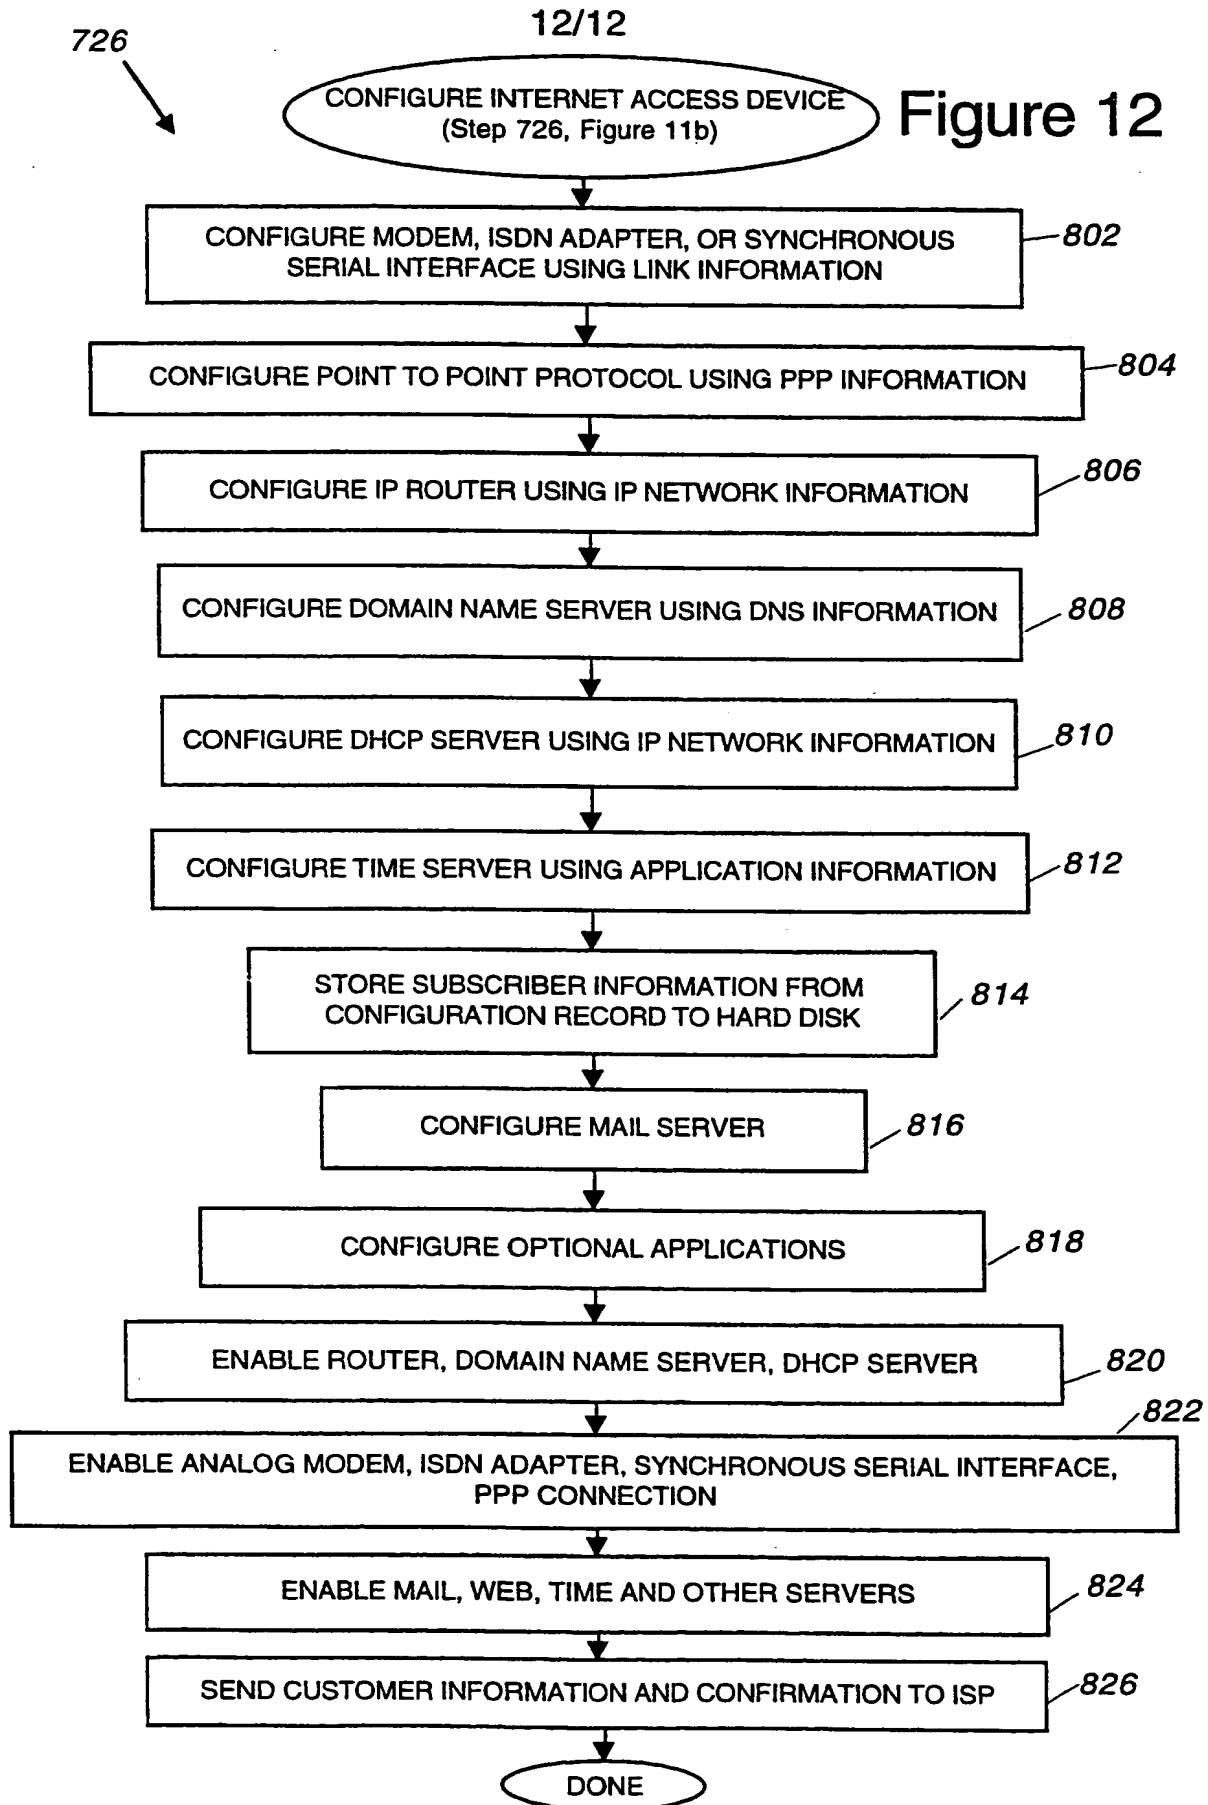 12/12
726
CONFIGURE INTERNET ACCESS DEVICE
(Step 726, Figure 11b)
Figure 12
CONFIGURE MODEM, ISDN ADAPTER, OR SYNCHRONOUS
SERIAL INTERFACE USING LINK INFORMATION
802
CONFIGURE POINT TO POINT PROTOCOL USING PPP INFORMATION
804
CONFIGURE IP ROUTER USING IP NETWORK INFORMATION
806
CONFIGURE DOMAIN NAME SERVER USING DNS INFORMATION
808
CONFIGURE DHCP SERVER USING IP NETWORK INFORMATION
810
CONFIGURE TIME SERVER USING APPLICATION INFORMATION
812
STORE SUBSCRIBER INFORMATION FROM
CONFIGURATION RECORD TO HARD DISK
814
CONFIGURE MAIL SERVER
816
CONFIGURE OPTIONAL APPLICATIONS
818
ENABLE ROUTER, DOMAIN NAME SERVER, DHCP SERVER
820
822
ENABLE ANALOG MODEM, ISDN ADAPTER, SYNCHRONOUS SERIAL INTERFACE,
PPP CONNECTION
ENABLE MAIL, WEB, TIME AND OTHER SERVERS
824
SEND CUSTOMER INFORMATION AND CONFIRMATION TO ISP
826
DONE